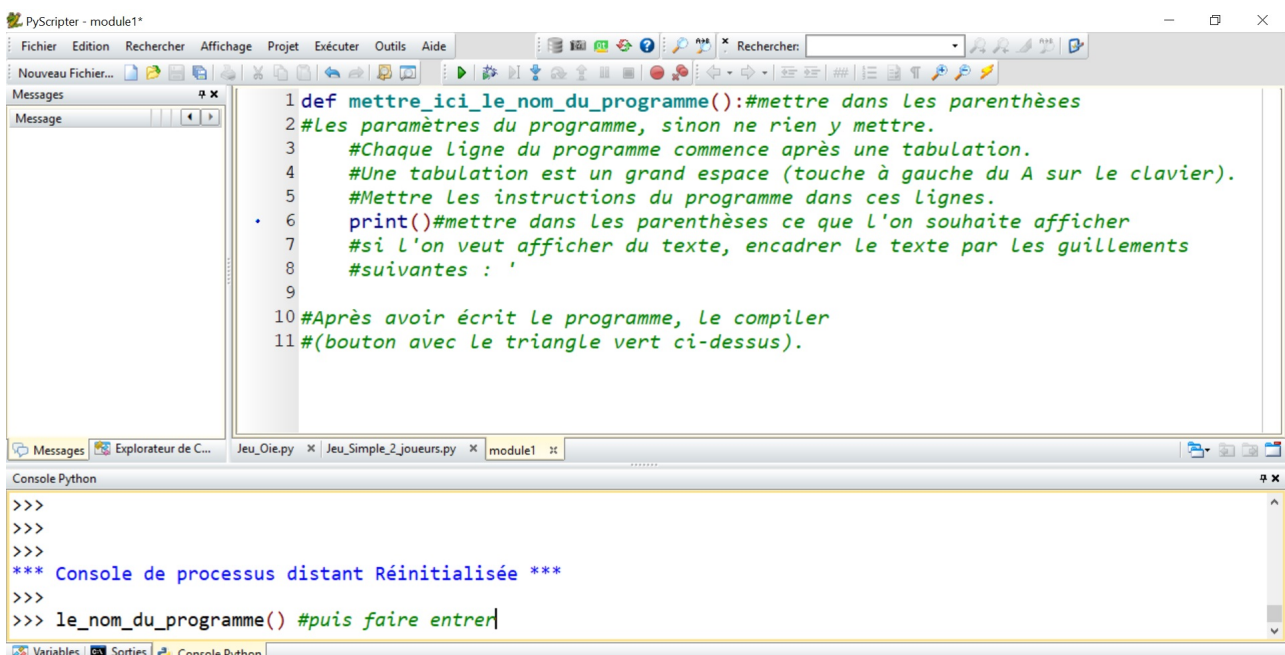 PyScripter - module1*
Fichier Edition Rechercher Affichage Projet Exécuter Outils Aide Rechercher:
Nouveau Fichier...
Messages
Message
1 def mettre_ici_le_nom_du_programme():#mettre dans les parenthèses
2 #les paramètres du programme, sinon ne rien y mettre.
3 #Chaque ligne du programme commence après une tabulation.
4 #Une tabulation est un grand espace (touche à gauche du A sur le clavier).
5 #Mettre les instructions du programme dans ces lignes.
6 print()#mettre dans les parenthèses ce que l'on souhaite afficher
7 #si l'on veut afficher du texte, encadrer le texte par les guillements
8 #suivantes : '
9
10 #Après avoir écrit le programme, le compiler
11 #(bouton avec le triangle vert ci-dessus).
Messages Explorateur de C... Jeu_Oie.py Jeu_Simple_2_joueurs.py module1
Console Python
>>>
>>>
>>>
*** Console de processus distant Réinitialisée ***
>>>
>>> le_nom_du_programme() #puis faire entrer
Variables Sorties Console Python